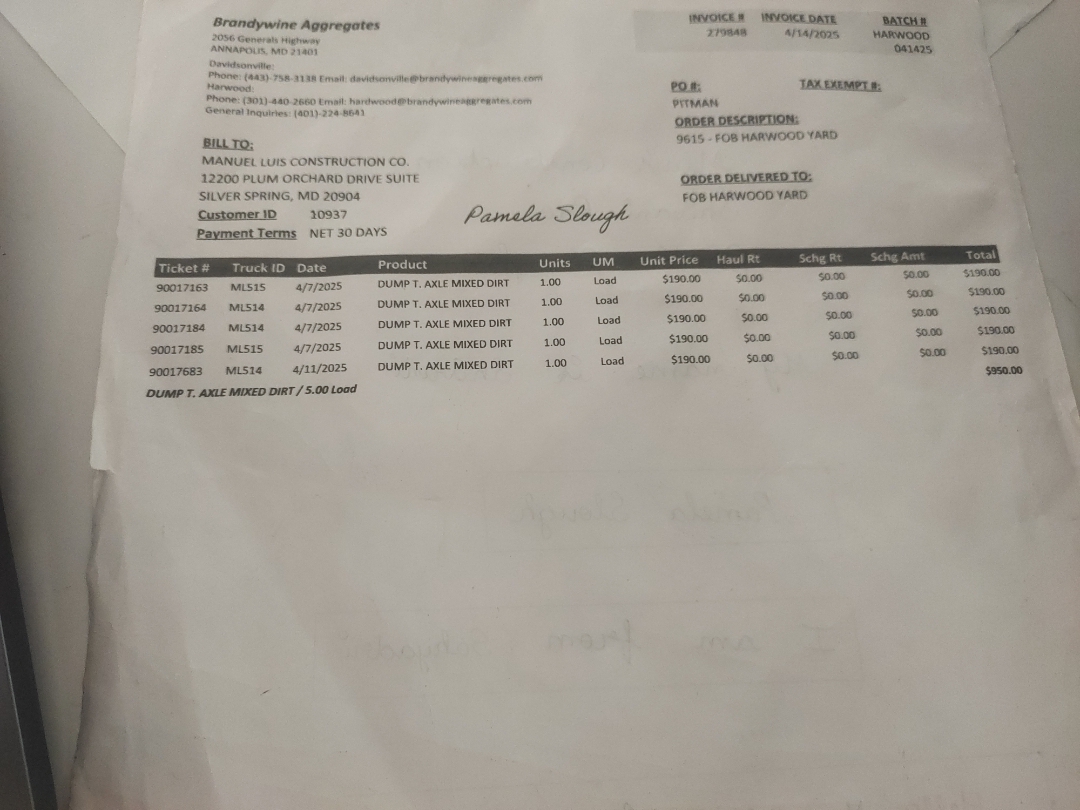 Brandywine Aggregates
2056 Generals Highway
ANNAPOLIS, MD 21401
Davidsonville:
Phone: (443)-758-3138 Email: davidsonville@brandywineaggregates.com
Harwood:
Phone: (301)-440-2660 Email: hardwood@brandywineaggregates.com
General Inquiries: (401)-224-8641
INVOICE # INVOICE DATE BATCH #
279848 4/14/2025 HARWOOD
041425
PO #: TAX EXEMPT #:
PITMAN
ORDER DESCRIPTION:
9615 - FOB HARWOOD YARD
ORDER DELIVERED TO:
FOB HARWOOD YARD
BILL TO:
MANUEL LUIS CONSTRUCTION CO.
12200 PLUM ORCHARD DRIVE SUITE
SILVER SPRING, MD 20904
Customer ID 10937
Payment Terms NET 30 DAYS
Pamela Slough
Ticket # Truck ID Date Product Units UM Unit Price Haul Rt Schg Rt Schg Amt Total
90017163 ML515 4/7/2025 DUMP T. AXLE MIXED DIRT 1.00 Load $190.00 $0.00 $0.00 $0.00 $190.00
90017164 ML514 4/7/2025 DUMP T. AXLE MIXED DIRT 1.00 Load $190.00 $0.00 $0.00 $0.00 $190.00
90017184 ML514 4/7/2025 DUMP T. AXLE MIXED DIRT 1.00 Load $190.00 $0.00 $0.00 $0.00 $190.00
90017185 ML515 4/7/2025 DUMP T. AXLE MIXED DIRT 1.00 Load $190.00 $0.00 $0.00 $0.00 $190.00
90017683 ML514 4/11/2025 DUMP T. AXLE MIXED DIRT 1.00 Load $190.00 $0.00 $0.00 $0.00 $190.00
DUMP T. AXLE MIXED DIRT / 5.00 Load $950.00